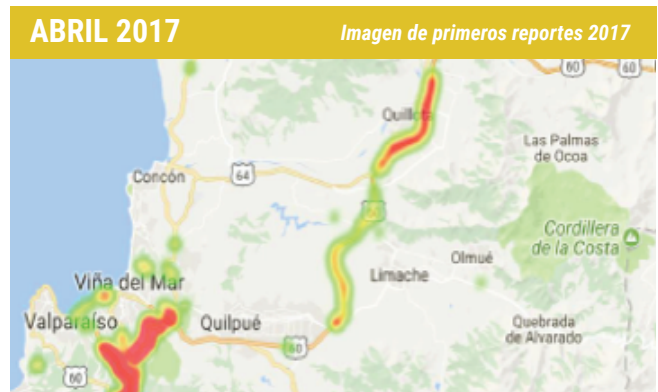 ABRIL 2017
Imagen de primeros reportes 2017
60
60
Quillota
Las Palmas
de Ocoa
Concón
64
Cordillera
de la Costa
Olmué
Limache
Viña del Mar
Valparaíso
Quilpué
Quebrada
de Alvarado
60
60